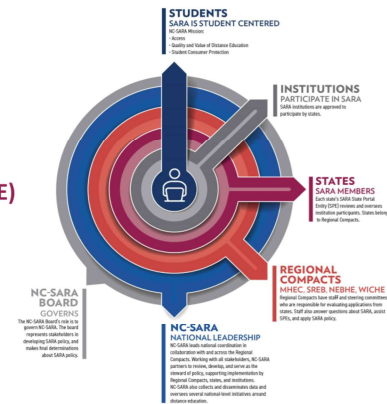 STUDENTS
SARA IS STUDENT CENTERED
NC-SARA Mission:
- Access
- Quality and Value of Distance Education
- Student Consumer Protection
INSTITUTIONS
PARTICIPATE IN SARA
SARA institutions are approved to
participate by states.
E)
STATES
SARA MEMBERS
Each state's SARA State Portal
Entity (SPE) reviews and oversees
institution participants. States belong
to Regional Compacts.
REGIONAL
COMPACTS
MHEC, SREB, NEBHE, WICHE
Regional Compacts have staff and steering committees
who are responsible for evaluating applications from
states. Staff also answer questions about SARA, assist
SPEs, and apply SARA policy.
NC-SARA
BOARD
GOVERNS
The NC-SARA Board's role is to
govern NC-SARA. The board
represents stakeholders in
developing SARA policy, and
makes final determinations
about SARA policy.
NC-SARA
NATIONAL LEADERSHIP
NC-SARA leads national coordination in
collaboration with and across the Regional
Compacts. Working with all stakeholders, NC-SARA
partners to review, develop, and serve as the
steward of policy, supporting implementation by
Regional Compacts, states, and institutions.
NC-SARA also collects and disseminates data and
oversees several national-level initiatives around
distance education.